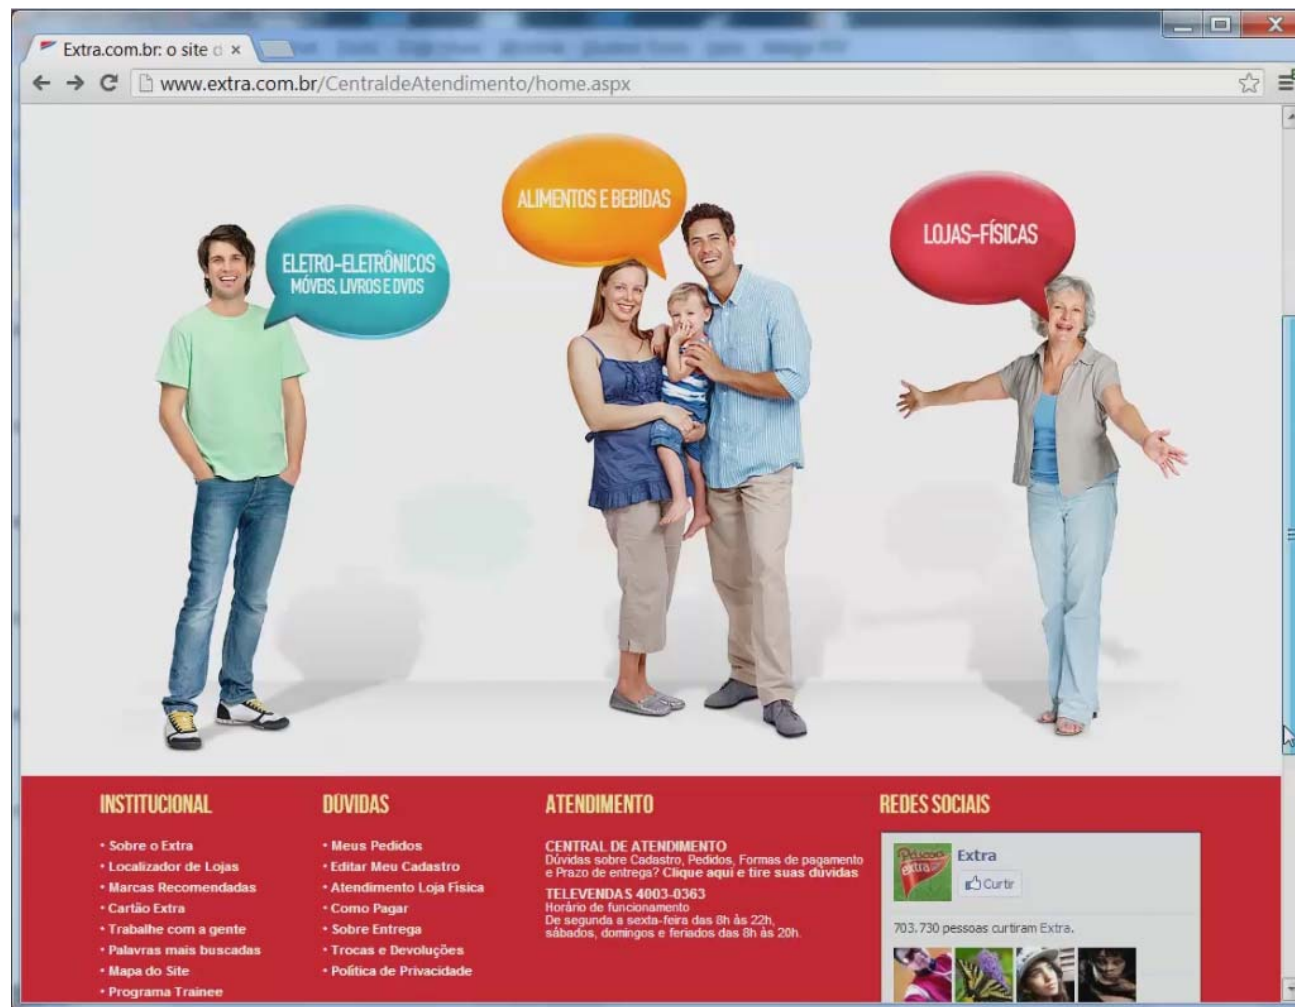 Extra.com.br: o site d
www.extra.com.br/CentraldeAtendimento/home.aspx
ALIMENTOS E BEBIDAS
LOJAS-FÍSICAS
ELETRO-ELETRÔNICOS
MÓVEIS, LIVROS E DVDS
INSTITUCIONAL
• Sobre o Extra
• Localizador de Lojas
• Marcas Recomendadas
• Cartão Extra
• Trabalhe com a gente
• Palavras mais buscadas
• Mapa do Site
• Programa Trainee
DÚVIDAS
• Meus Pedidos
• Editar Meu Cadastro
• Atendimento Loja Física
• Como Pagar
• Sobre Entrega
• Trocas e Devoluções
• Política de Privacidade
ATENDIMENTO
CENTRAL DE ATENDIMENTO
Dúvidas sobre Cadastro, Pedidos, Formas de pagamento
e Prazo de entrega? Clique aqui e tire suas dúvidas
TELEVENDAS 4003-0363
Horário de funcionamento
De segunda a sexta-feira das 8h às 22h,
sábados, domingos e feriados das 8h às 20h.
REDES SOCIAIS
Páscoa
extra
Extra
Curtir
703.730 pessoas curtiram Extra.